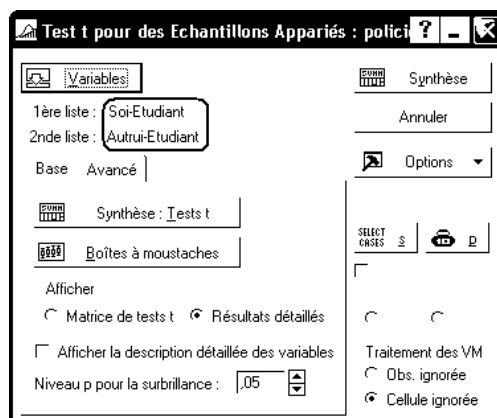 Test t pour des Echantillons Appariés : polici ?
Variables
Synthèse
1ère liste : Soi-Etudiant
2nde liste : Autrui-Etudiant
Annuler
Base Avancé
Options
Synthèse : Tests t
Boîtes à moustaches
SELECT
CASES S D
Afficher
Matrice de tests t Résultats détaillés
Afficher la description détaillée des variables
Niveau p pour la surbrillance : ,05
Traitement des VM
Obs. ignorée
Cellule ignorée